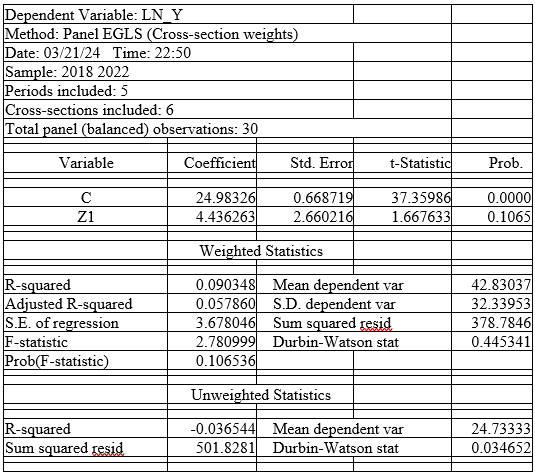 Dependent Variable: LN_Y
Method: Panel EGLS (Cross-section weights)
Date: 03/21/24 Time: 22:50
Sample: 2018 2022
Periods included: 5
Cross-sections included: 6
Total panel (balanced) observations: 30
Variable Coefficient Std. Error t-Statistic Prob.
C 24.98326 0.668719 37.35986 0.0000
Z1 4.436263 2.660216 1.667633 0.1065
Weighted Statistics
R-squared 0.090348 Mean dependent var 42.83037
Adjusted R-squared 0.057860 S.D. dependent var 32.33953
S.E. of regression 3.678046 Sum squared resid 378.7846
F-statistic 2.780999 Durbin-Watson stat 0.445341
Prob(F-statistic) 0.106536
Unweighted Statistics
R-squared -0.036544 Mean dependent var 24.73333
Sum squared resid 501.8281 Durbin-Watson stat 0.034652